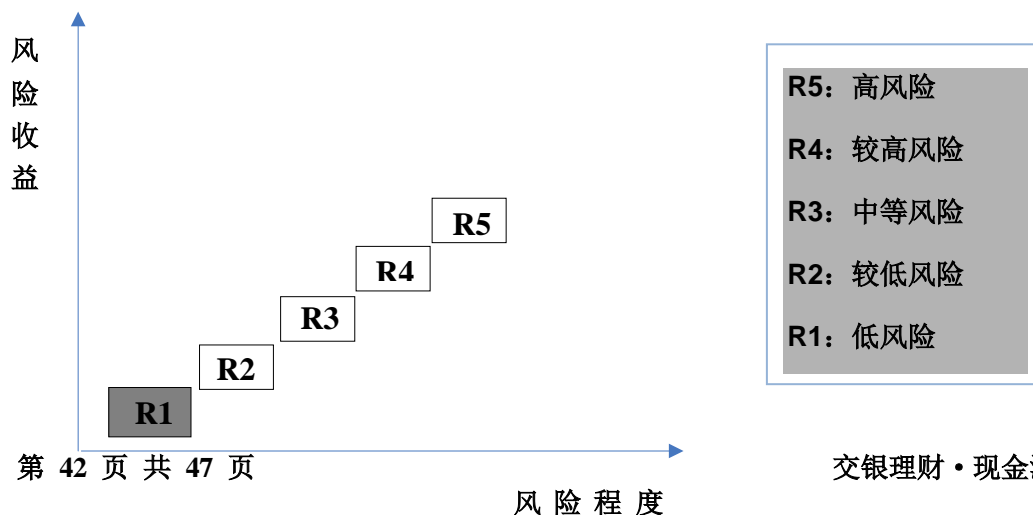 风
险
收
益
R5：高风险
R4：较高风险
R3：中等风险
R2：较低风险
R1：低风险
R5
R4
R3
R2
R1
第 42 页 共 47 页
交银理财·现金
风 险 程 度